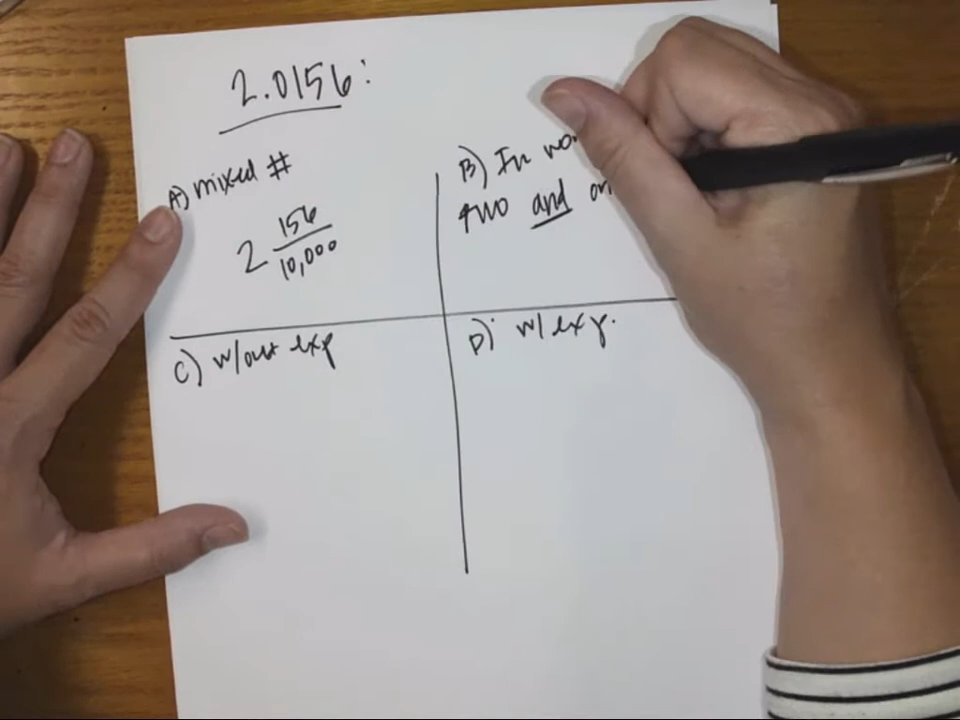 2.0156:
A) mixed #
2 156/10,000
B) In wo
two and on
C) w/out exp
D) w/ exp.